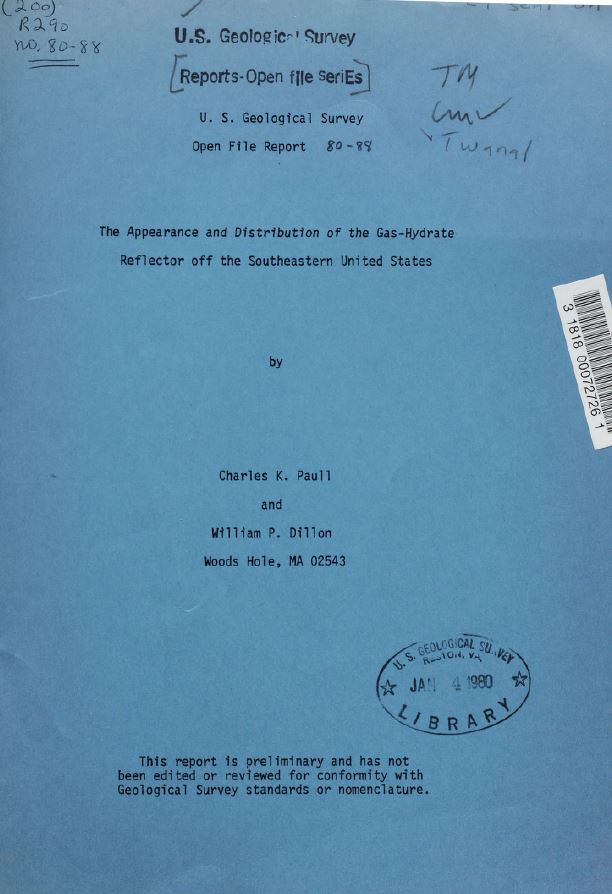 (200)
R290
no. 80-88
U.S. Geological Survey
[Reports-Open file seriEs]
TM
U. S. Geological Survey
Open File Report 80-88
The Appearance and Distribution of the Gas-Hydrate
Reflector off the Southeastern United States
3 1818 00072726 1
by
Charles K. Paull
and
William P. Dillon
Woods Hole, MA 02543
U. S. GEOLOGICAL SURVEY
RESTON, VA.
JAN 4 1980
LIBRARY
This report is preliminary and has not
been edited or reviewed for conformity with
Geological Survey standards or nomenclature.